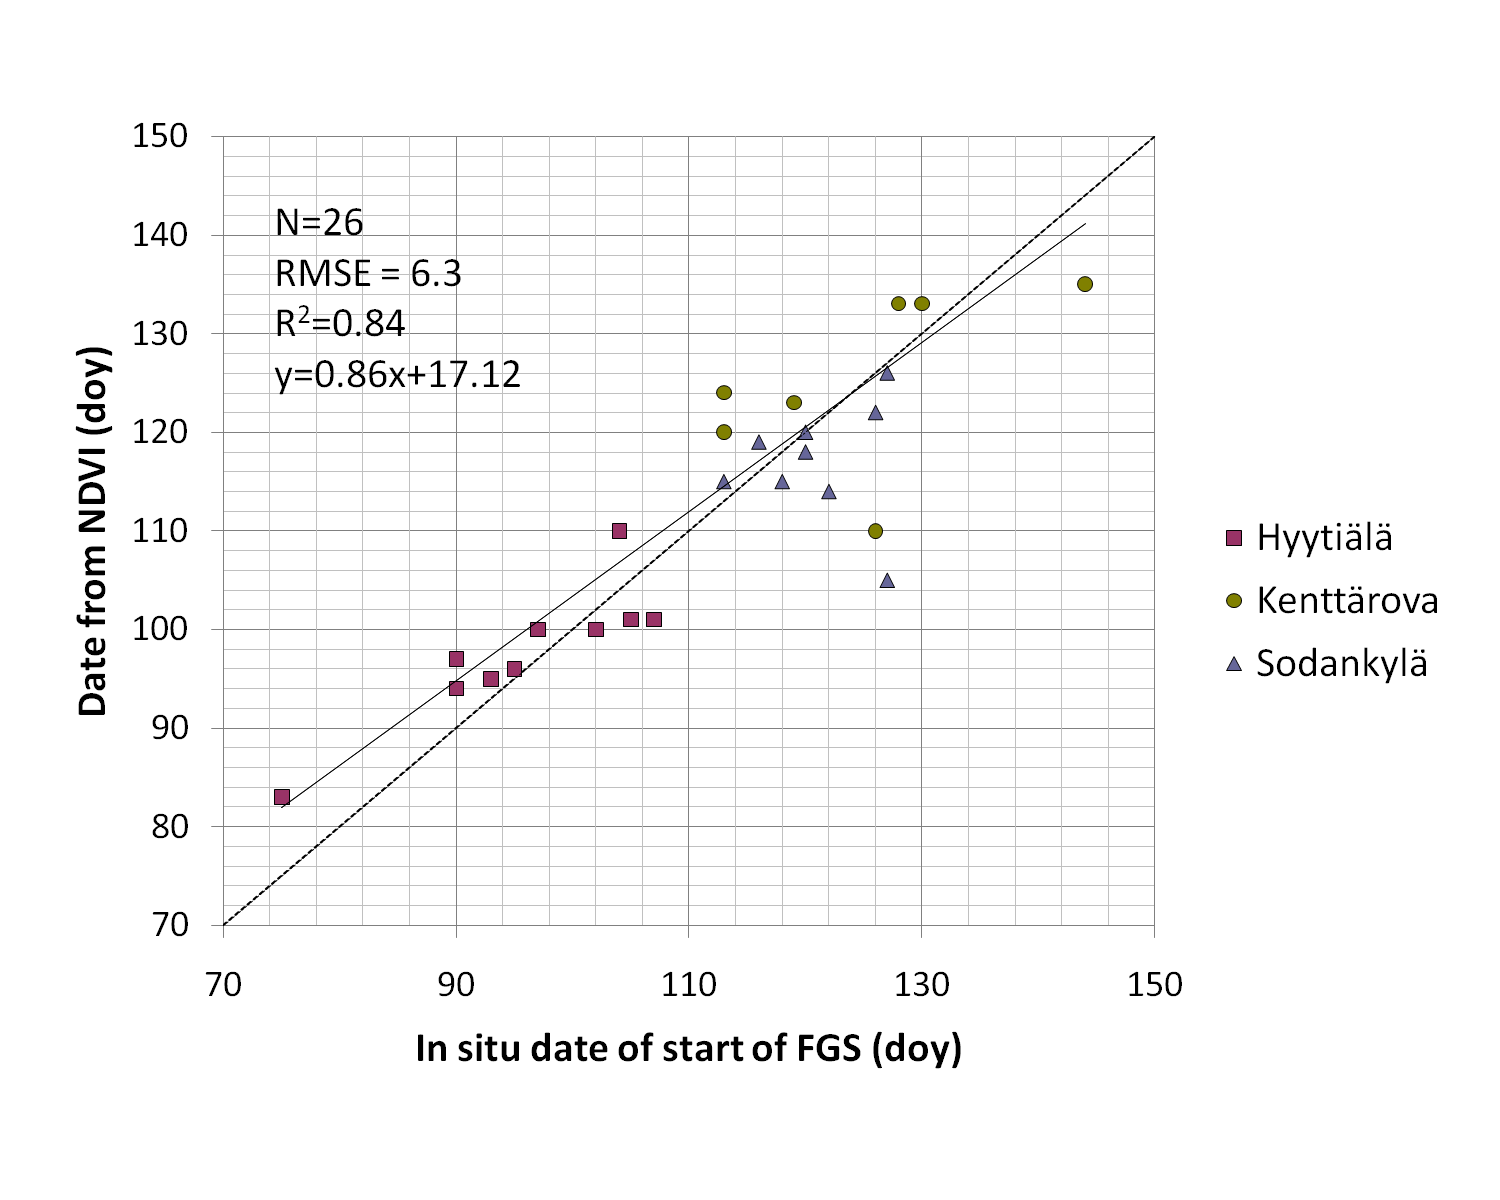 150
140
130
120
110
100
90
80
70
N=26
RMSE = 6.3
R²=0.84
y=0.86x+17.12
Date from NDVI (doy)
70 90 110 130 150
In situ date of start of FGS (doy)
Hyytiälä
Kenttärova
Sodankylä